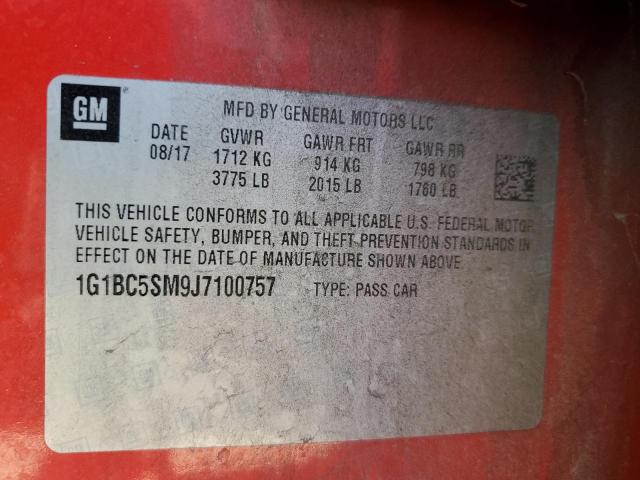 GM
MFD BY GENERAL MOTORS LLC
DATE GVWR GAWR FRT GAWR RR
08/17 1712 KG 914 KG 798 KG
3775 LB 2015 LB 1760 LB
THIS VEHICLE CONFORMS TO ALL APPLICABLE U.S. FEDERAL MOTOR
VEHICLE SAFETY, BUMPER, AND THEFT PREVENTION STANDARDS IN
EFFECT ON THE DATE OF MANUFACTURE SHOWN ABOVE.
1G1BC5SM9J7100757 TYPE: PASS CAR